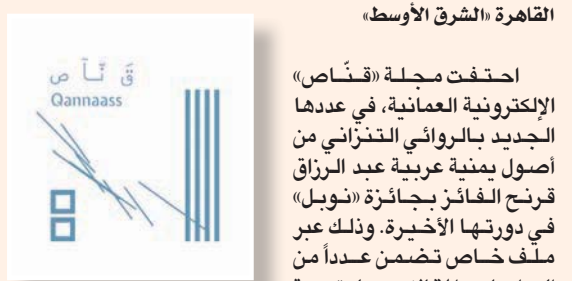 القاهرة «الشرق الأوسط»
احتفت مجلة «قنّاص»
الإلكترونية العمانية، في عددها
الجديد بالروائي التنزاني من
أصول يمنية عربية عبد الرزاق
قرنح الفائز بجائزة «نوبل»
في دورتها الأخيرة. وذلك عبر
ملف خاص تضمن عدداً من
قَ نَّآ ص
Qannaass